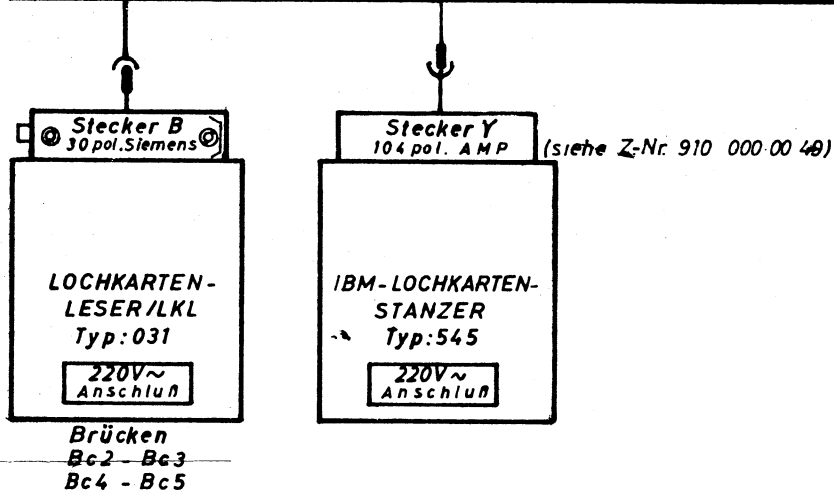 Stecker B
30 pol. Siemens
LOCHKARTEN-
LESER/LKL
Typ: 031
220V~
Anschluß
Brücken
Bc2 - Bc3
Bc4 - Bc5
Stecker Y
104 pol. AMP
(siehe Z-Nr. 910 000.00 49)
IBM-LOCHKARTEN-
STANZER
Typ: 545
220V~
Anschluß